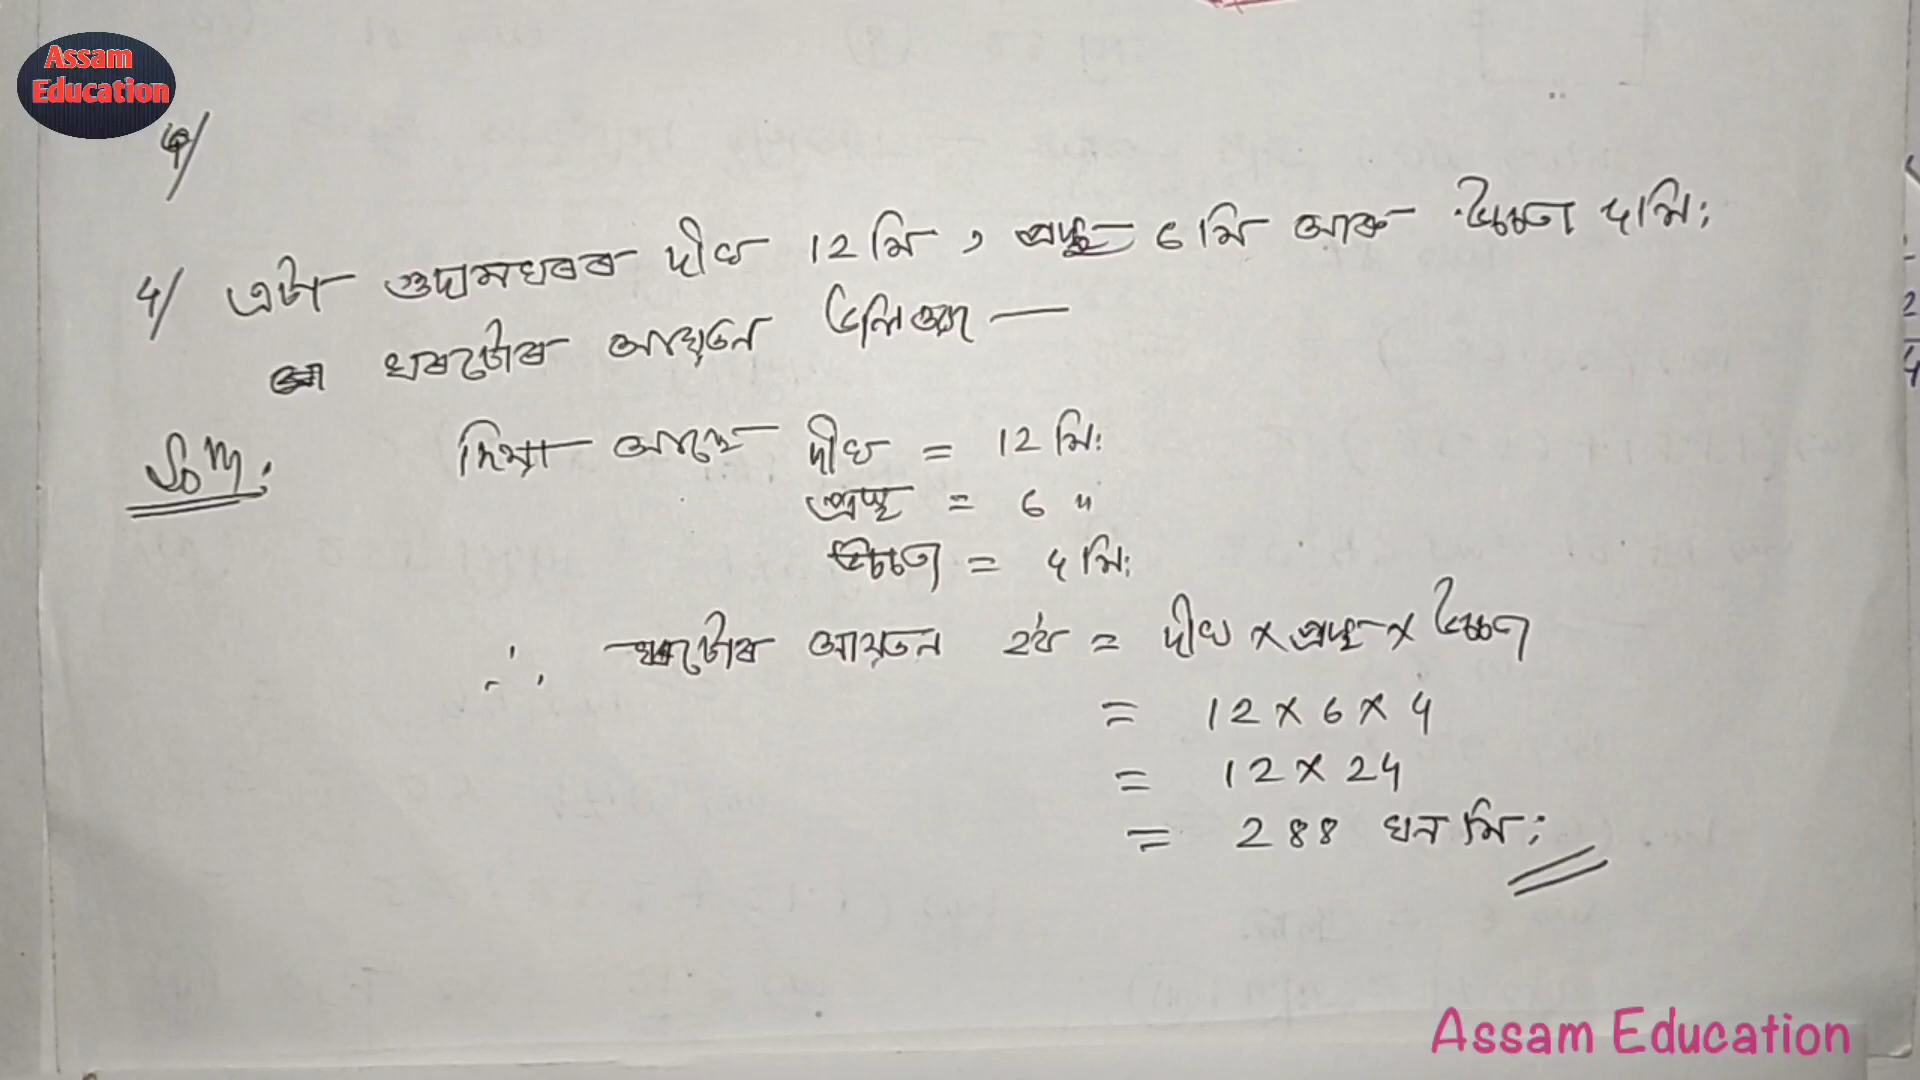 Assam
Education
4/ এটা গুদামঘৰৰ দীঘ 12 মি, প্ৰস্থ 6 মি আৰু উচ্চতা 4 মি:
ঘৰটোৰ আয়তন উলিওৱা —
Soln:
দিয়া আছে দীঘ = 12 মি:
প্ৰস্থ = 6 "
উচ্চতা = 4 মি:
∴ ঘৰটোৰ আয়তন হ'ব = দীঘ × প্ৰস্থ × উচ্চতা
= 12 × 6 × 4
= 12 × 24
= 288 ঘন মি:
Assam Education